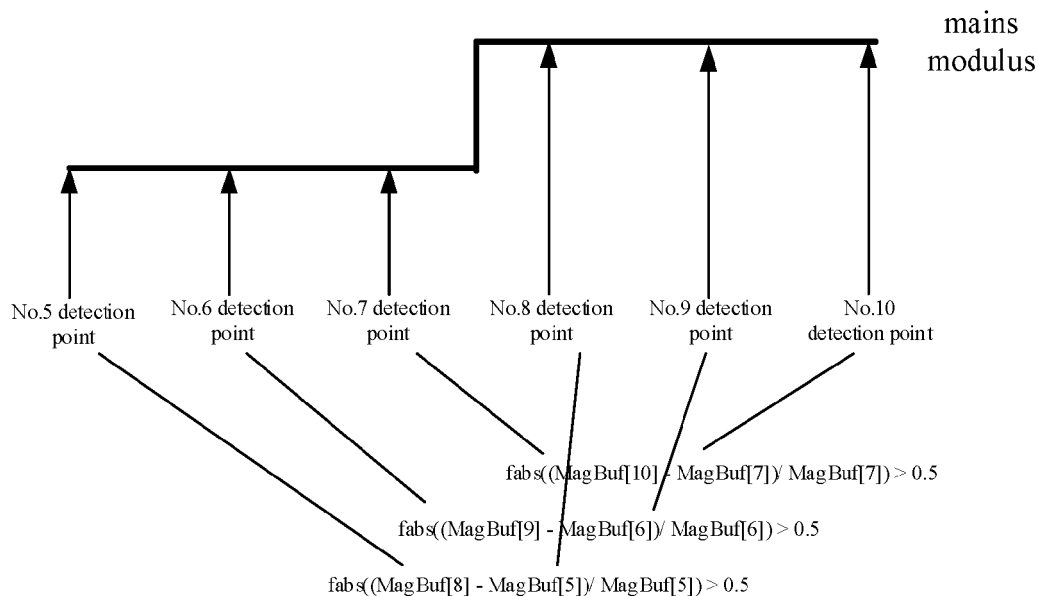 mains
modulus
No.5 detection
point
No.6 detection
point
No.7 detection
point
No.8 detection
point
No.9 detection
point
No.10
detection point
fabs((MagBuf[10] - MagBuf[7])/ MagBuf[7]) > 0.5
fabs((MagBuf[9] - MagBuf[6])/ MagBuf[6]) > 0.5
fabs((MagBuf[8] - MagBuf[5])/ MagBuf[5]) > 0.5